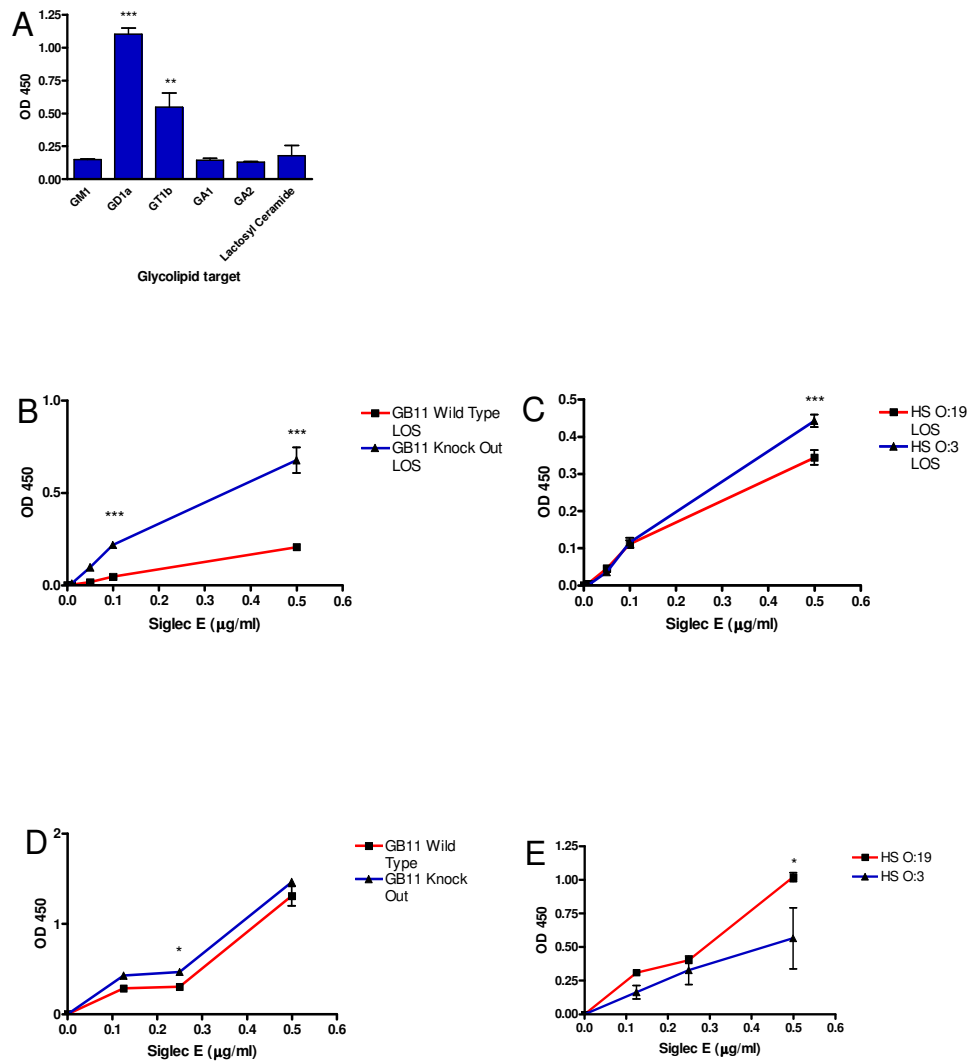 A
OD 450
1.25
1.00
0.75
0.50
0.25
0.00
***
**
GM1
GD1a
GT1b
GA1
GA2
Lactosyl Ceramide
Glycolipid target
B
OD 450
1.0
0.5
0.0
***
***
0.0 0.1 0.2 0.3 0.4 0.5 0.6
Siglec E (μg/ml)
GB11 Wild Type
LOS
GB11 Knock Out
LOS
C
OD 450
0.5
0.4
0.3
0.2
0.1
0.0
***
0.0 0.1 0.2 0.3 0.4 0.5 0.6
Siglec E (μg/ml)
HS O:19
LOS
HS O:3
LOS
D
OD 450
2
1
0
*
0.0 0.1 0.2 0.3 0.4 0.5 0.6
Siglec E (μg/ml)
GB11 Wild
Type
GB11 Knock
Out
E
OD 450
1.25
1.00
0.75
0.50
0.25
0.00
*
0.0 0.1 0.2 0.3 0.4 0.5 0.6
Siglec E (μg/ml)
HS O:19
HS O:3